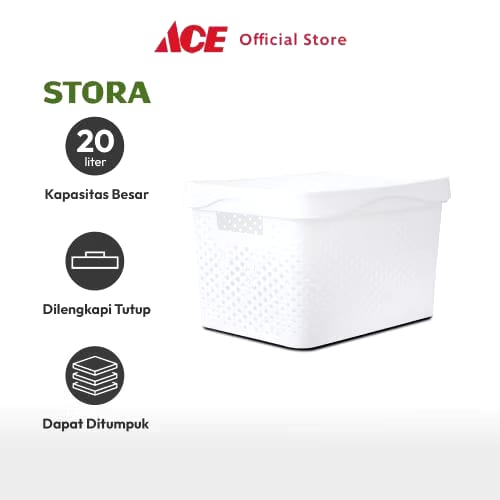 ACE Official Store
STORA
20
liter
Kapasitas Besar
Dilengkapi Tutup
Dapat Ditumpuk